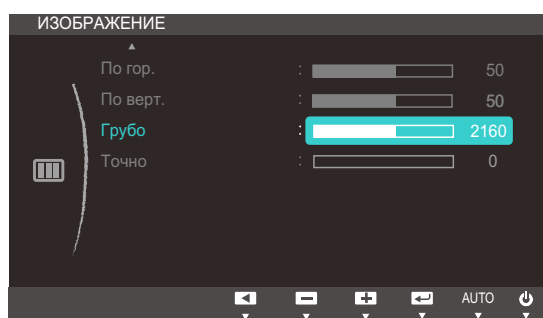 ИЗОБРАЖЕНИЕ
По гор. : 50
По верт. : 50
Грубо : 2160
Точно : 0
AUTO